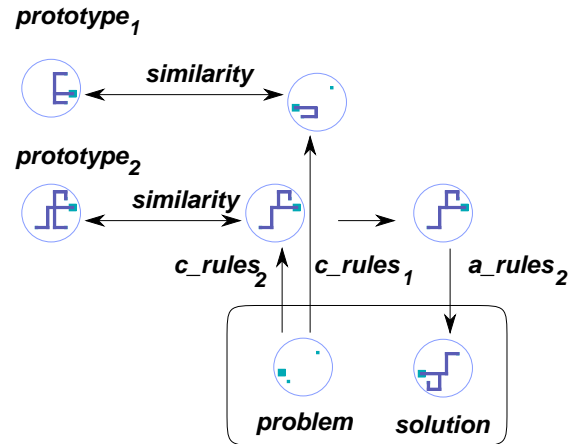 prototype1
similarity
prototype2
similarity
c_rules2
c_rules1
a_rules2
problem
solution